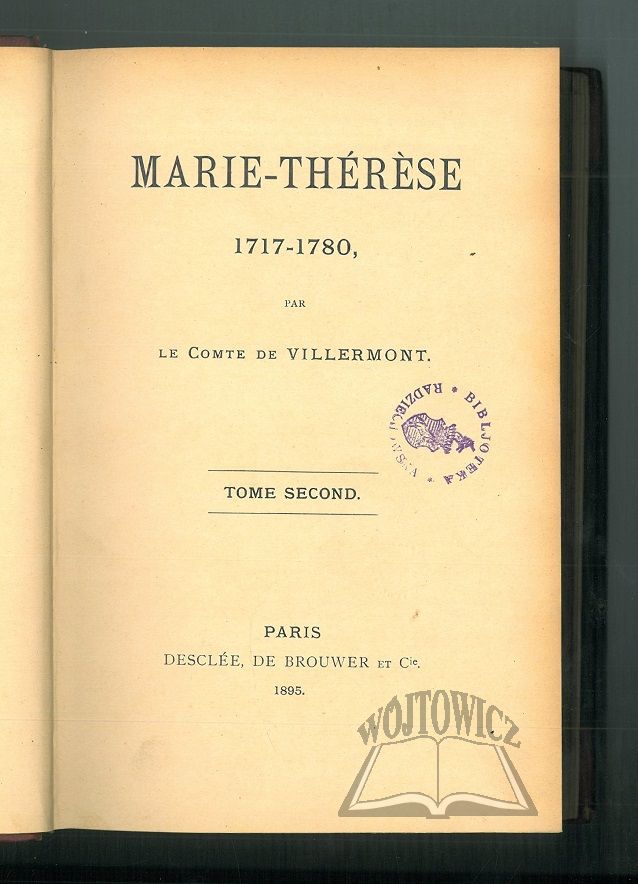 MARIE-THÉRÈSE
1717-1780,
PAR
LE COMTE DE VILLERMONT.
BIBLJOTEKA * RADZIECHOWSKA *
TOME SECOND.
PARIS
DESCLÉE, DE BROUWER ET Cie.
1895.
WÓJTOWICZ